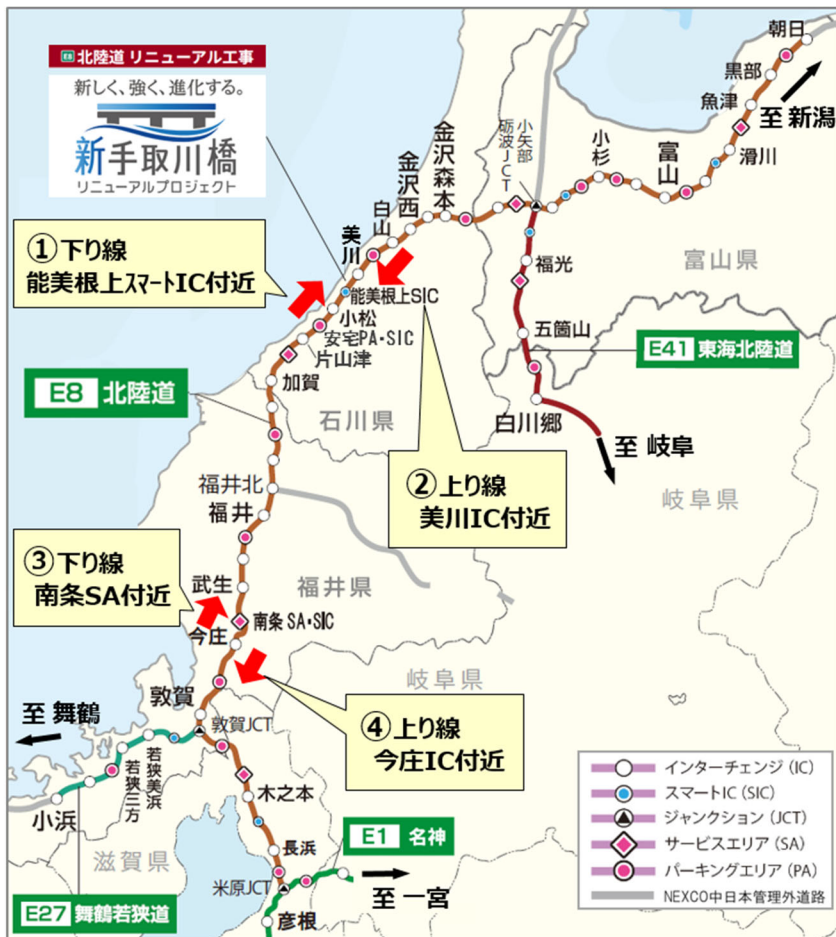 E8 北陸道 リニューアル工事
新しく、強く、進化する。
新手取川橋
リニューアルプロジェクト
朝日
黒部
魚津
至 新潟
滑川
富山
小杉
小矢部
砺波JCT
金沢森本
金沢西
白山
美川
① 下り線
能美根上スマートIC付近
能美根上SIC
小松
安宅PA・SIC
片山津
加賀
福光
富山県
五箇山
E41 東海北陸道
白川郷
至 岐阜
E8 北陸道
石川県
岐阜県
② 上り線
美川IC付近
福井北
福井
③ 下り線
南条SA付近
武生
福井県
南条 SA・SIC
今庄
岐阜県
敦賀
至 舞鶴
敦賀JCT
④ 上り線
今庄IC付近
若狭美浜
若狭三方
小浜
木之本
滋賀県
長浜
E1 名神
至 一宮
米原JCT
彦根
E27 舞鶴若狭道
インターチェンジ (IC)
スマートIC (SIC)
ジャンクション (JCT)
サービスエリア (SA)
パーキングエリア (PA)
NEXCO中日本管理外道路